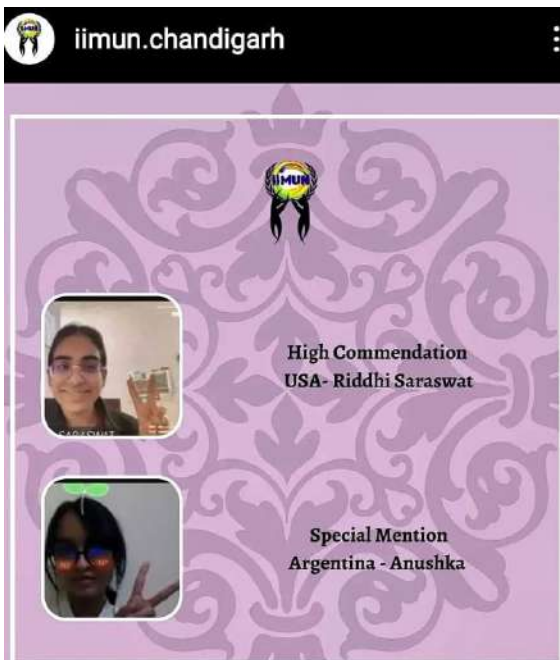 iimun.chandigarh
IIMUN
High Commendation
USA- Riddhi Saraswat
SARASWAT
Special Mention
Argentina - Anushka